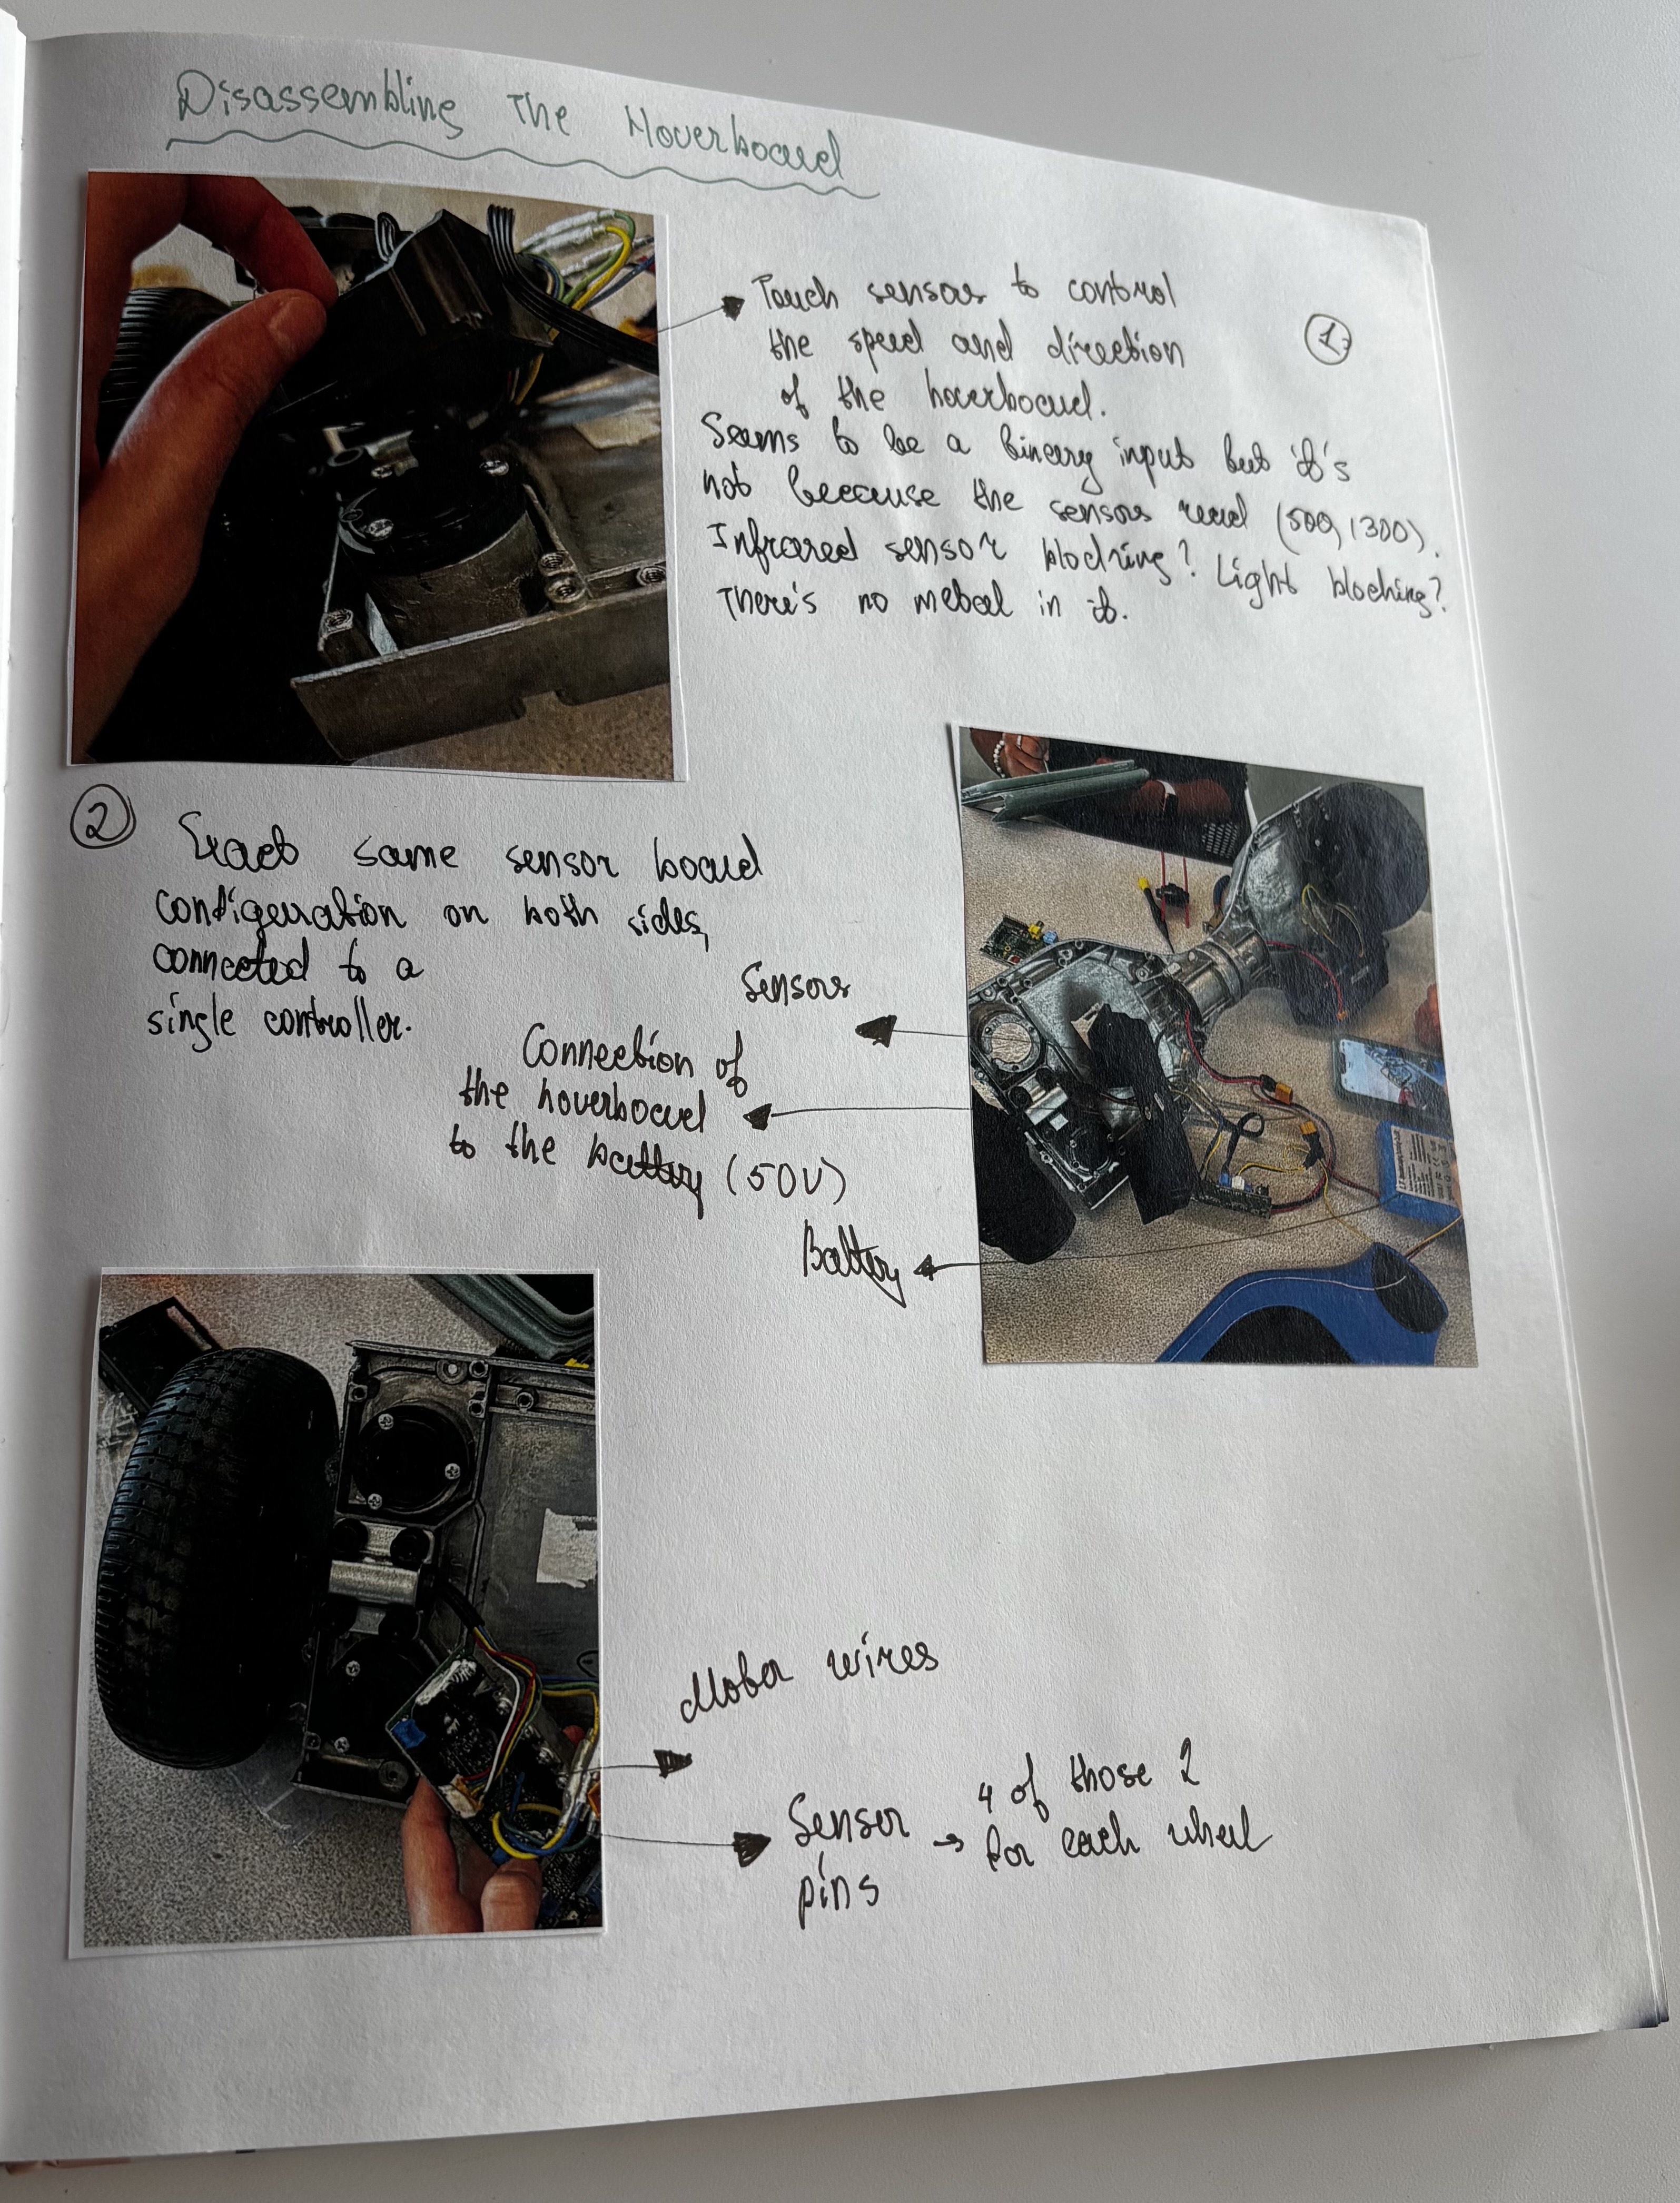 Disassembling The Hoverboard
Touch sensors to control
the speed and direction
of the hoverboard.
1
Seams to be a binary input but it's
not because the sensors read (500, 1300).
Infrared sensor blocking? Light blocking?
There's no metal in it.
2
Exact same sensor board
configuration on both sides,
connected to a
single controller.
Sensors
Connection of
the hoverboard
to the battery (50V)
Battery
Motor wires
Sensor → 4 of those 2
pins for each wheel